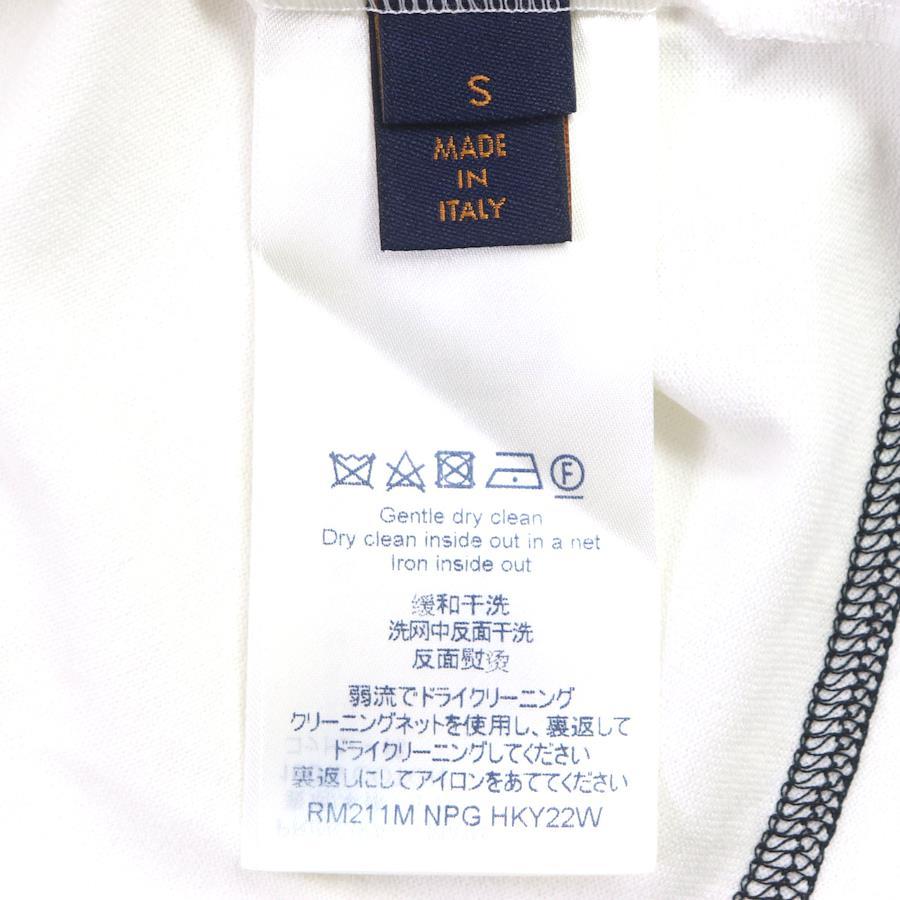 S
MADE
IN
ITALY
F
Gentle dry clean
Dry clean inside out in a net
Iron inside out
缓和干洗
洗网中反面干洗
反面熨烫
弱流でドライクリーニング
クリーニングネットを使用し、裏返して
ドライクリーニングしてください
裏返しにしてアイロンをあててください
RM211M NPG HKY22W